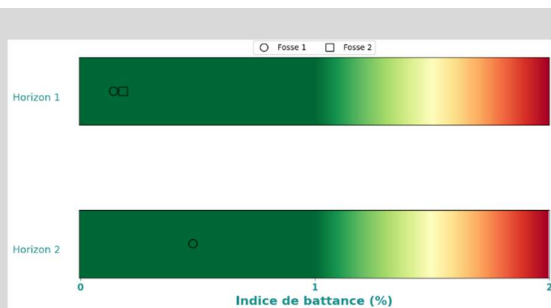 Fosse 1 Fosse 2
Horizon 1
Horizon 2
0 1 2
Indice de battance (%)